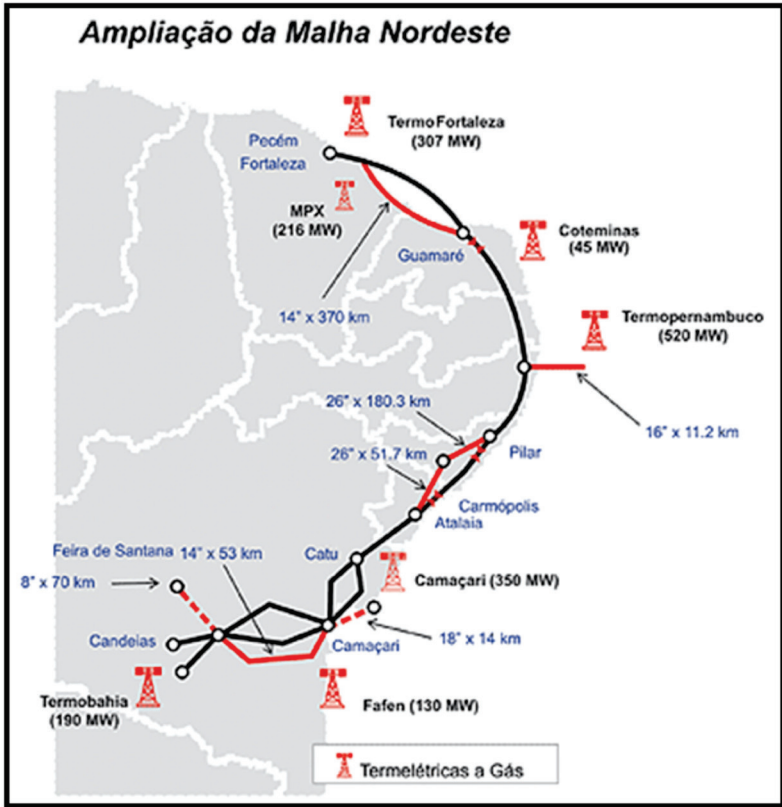 Ampliação da Malha Nordeste
TermoFortaleza
(307 MW)
Pecém
Fortaleza
MPX
(216 MW)
Coteminas
(45 MW)
Guamaré
14" x 370 km
Termopernambuco
(520 MW)
26" x 180.3 km
16" x 11.2 km
26" x 51.7 km
Pilar
Carmópolis
Atalaia
Catu
Feira de Santana
14" x 53 km
8" x 70 km
Camaçari (350 MW)
Candeias
Camaçari
18" x 14 km
Termobahia
(190 MW)
Fafen (130 MW)
Termelétricas a Gás